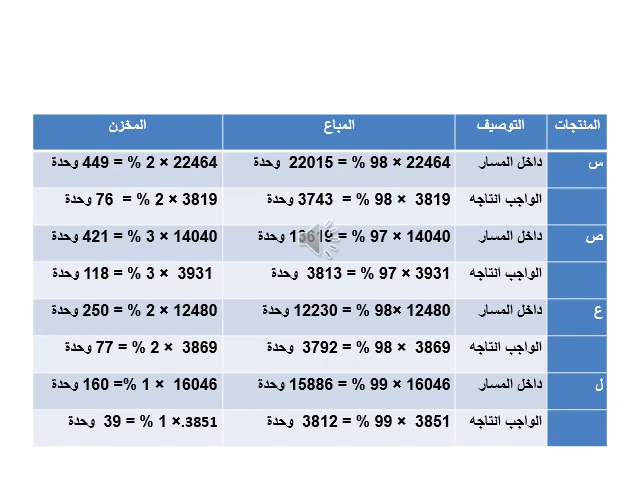 المنتجات التوصيف المباع المخزن
س داخل المسار 22464 × 98 % = 22015 وحدة 22464 × 2 % = 449 وحدة
الواجب انتاجه 3819 × 98 % = 3743 وحدة 3819 × 2 % = 76 وحدة
ص داخل المسار 14040 × 97 % = 13619 وحدة 14040 × 3 % = 421 وحدة
الواجب انتاجه 3931 × 97 % = 3813 وحدة 3931 × 3 % = 118 وحدة
ع داخل المسار 12480 ×98 % = 12230 وحدة 12480 × 2 % = 250 وحدة
الواجب انتاجه 3869 × 98 % = 3792 وحدة 3869 × 2 % = 77 وحدة
ل داخل المسار 16046 × 99 % = 15886 وحدة 16046 × 1 %= 160 وحدة
الواجب انتاجه 3851 × 99 % = 3812 وحدة 3851.× 1 % = 39 وحدة